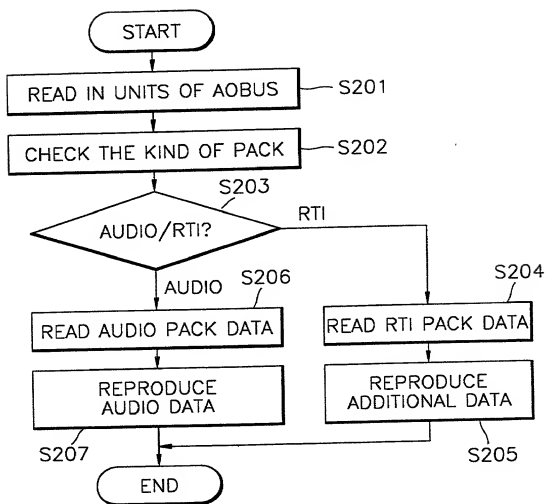 START
READ IN UNITS OF AOBUS
S201
CHECK THE KIND OF PACK
S202
S203
AUDIO/RTI?
RTI
AUDIO
S206
S204
READ AUDIO PACK DATA
READ RTI PACK DATA
REPRODUCE
AUDIO DATA
REPRODUCE
ADDITIONAL DATA
S207
S205
END